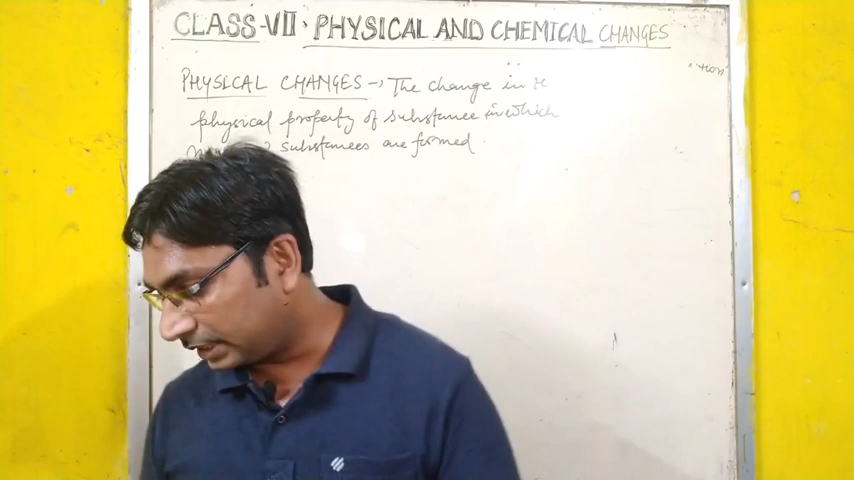 CLASS-VII. PHYSICAL AND CHEMICAL CHANGES
PHYSICAL CHANGES -> The change in
physical property of substance in which
substances are formed.